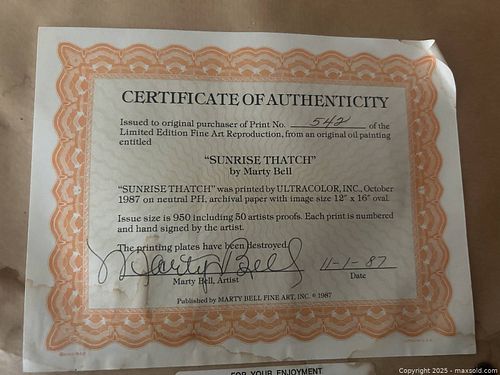 CERTIFICATE OF AUTHENTICITY
Issued to original purchaser of Print No. 542 of the
Limited Edition Fine Art Reproduction, from an original oil painting
entitled
"SUNRISE THATCH"
by Marty Bell
"SUNRISE THATCH" was printed by ULTRACOLOR, INC., October
1987 on neutral PH, archival paper with image size 12" x 16" oval.
Issue size is 950 including 50 artists proofs. Each print is numbered
and hand signed by the artist.
The printing plates have been destroyed.
Marty Bell 11-1-87
Marty Bell, Artist Date
Published by MARTY BELL FINE ART, INC. © 1987
FOR YOUR ENJOYMENT
Copyright 2025 - maxsold.com